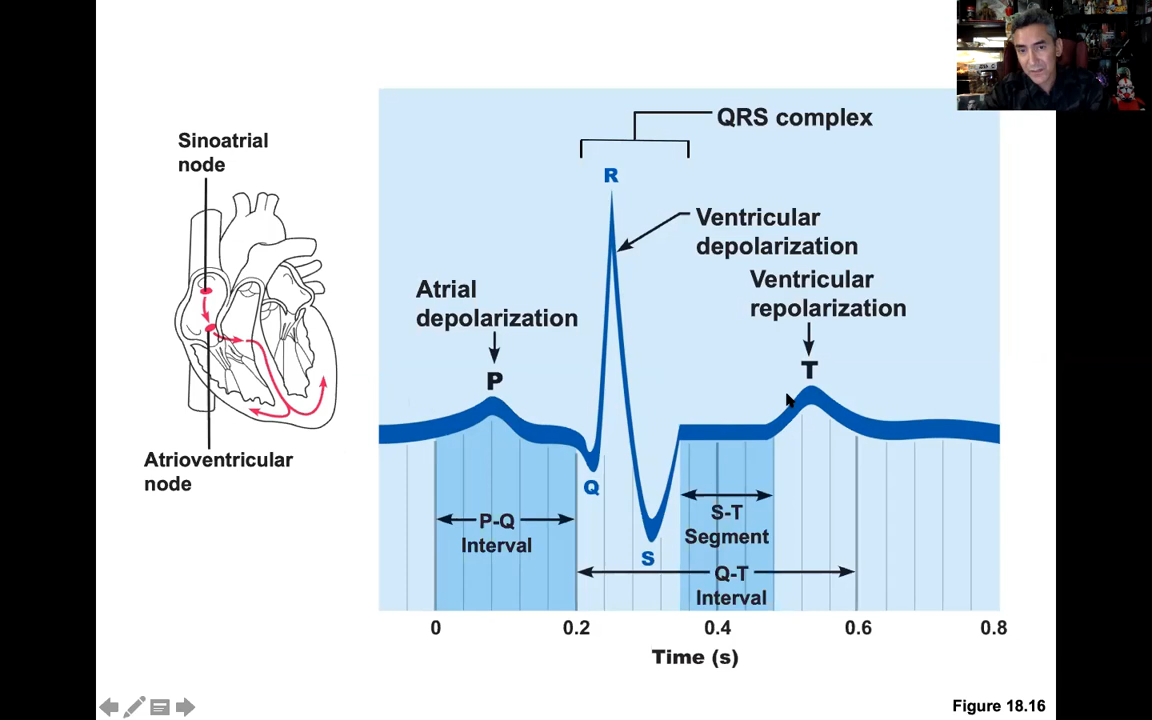 QRS complex
Sinoatrial
node
R
Ventricular
depolarization
Ventricular
repolarization
Atrial
depolarization
T
P
Atrioventricular
node
Q
S-T
Segment
P-Q
Interval
S
Q-T
Interval
0
0.2
0.4
0.6
0.8
Time (s)
Figure 18.16